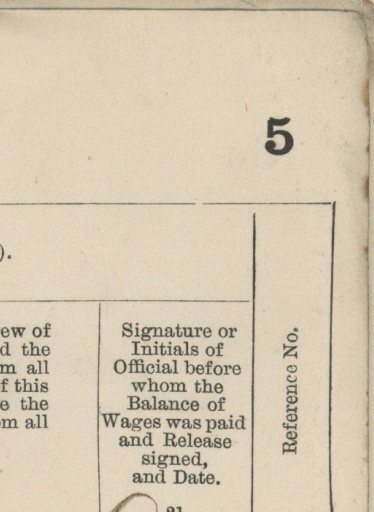 5
).
ew of
d the
m all
f this
e the
om all
Signature or
Initials of
Official before
whom the
Balance of
Wages was paid
and Release
signed,
and Date.
Reference No.